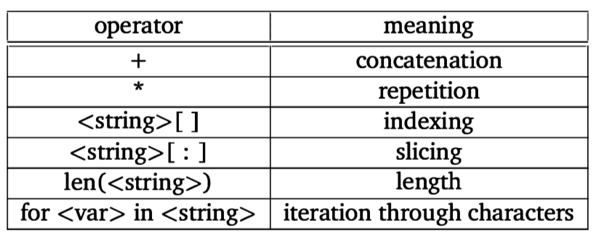 operator meaning
+ concatenation
* repetition
<string>[ ] indexing
<string>[ : ] slicing
len(<string>) length
for <var> in <string> iteration through characters